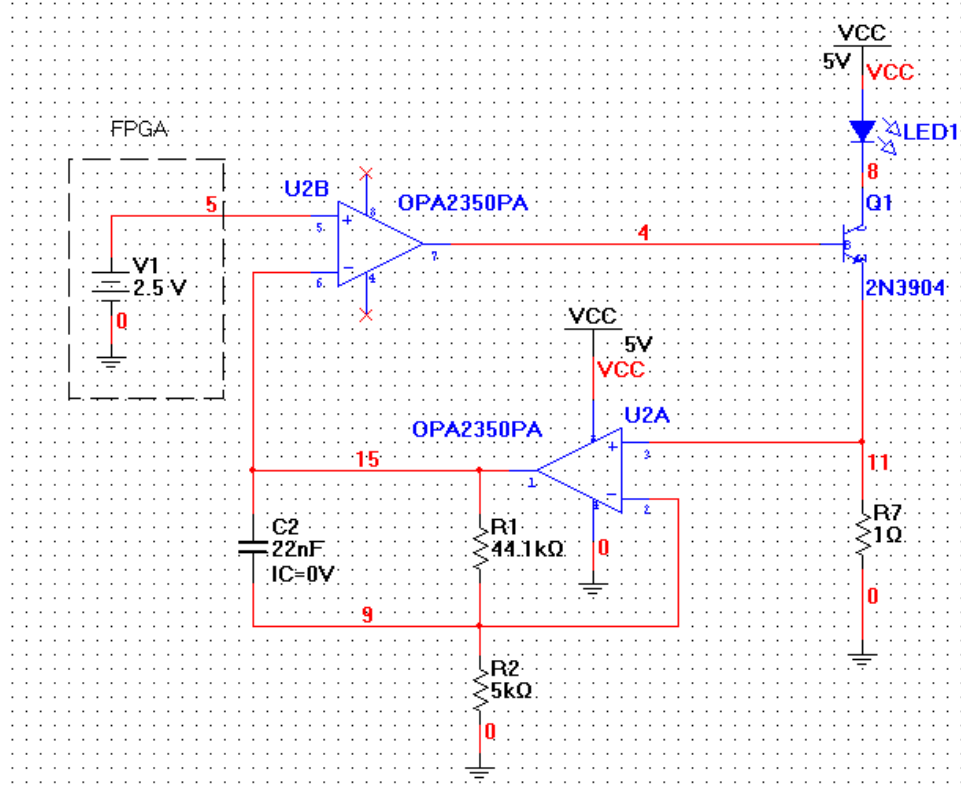 VCC
5V
VCC
FPGA
LED1
8
U2B
OPA2350PA
Q1
5
5
+
8
4
7
B
V1
2.5 V
−
6
4
2N3904
0
VCC
5V
VCC
U2A
OPA2350PA
+
3
11
15
1
−
2
4
C2
22nF
IC=0V
R1
44.1kΩ
0
R7
1Ω
9
0
R2
5kΩ
0